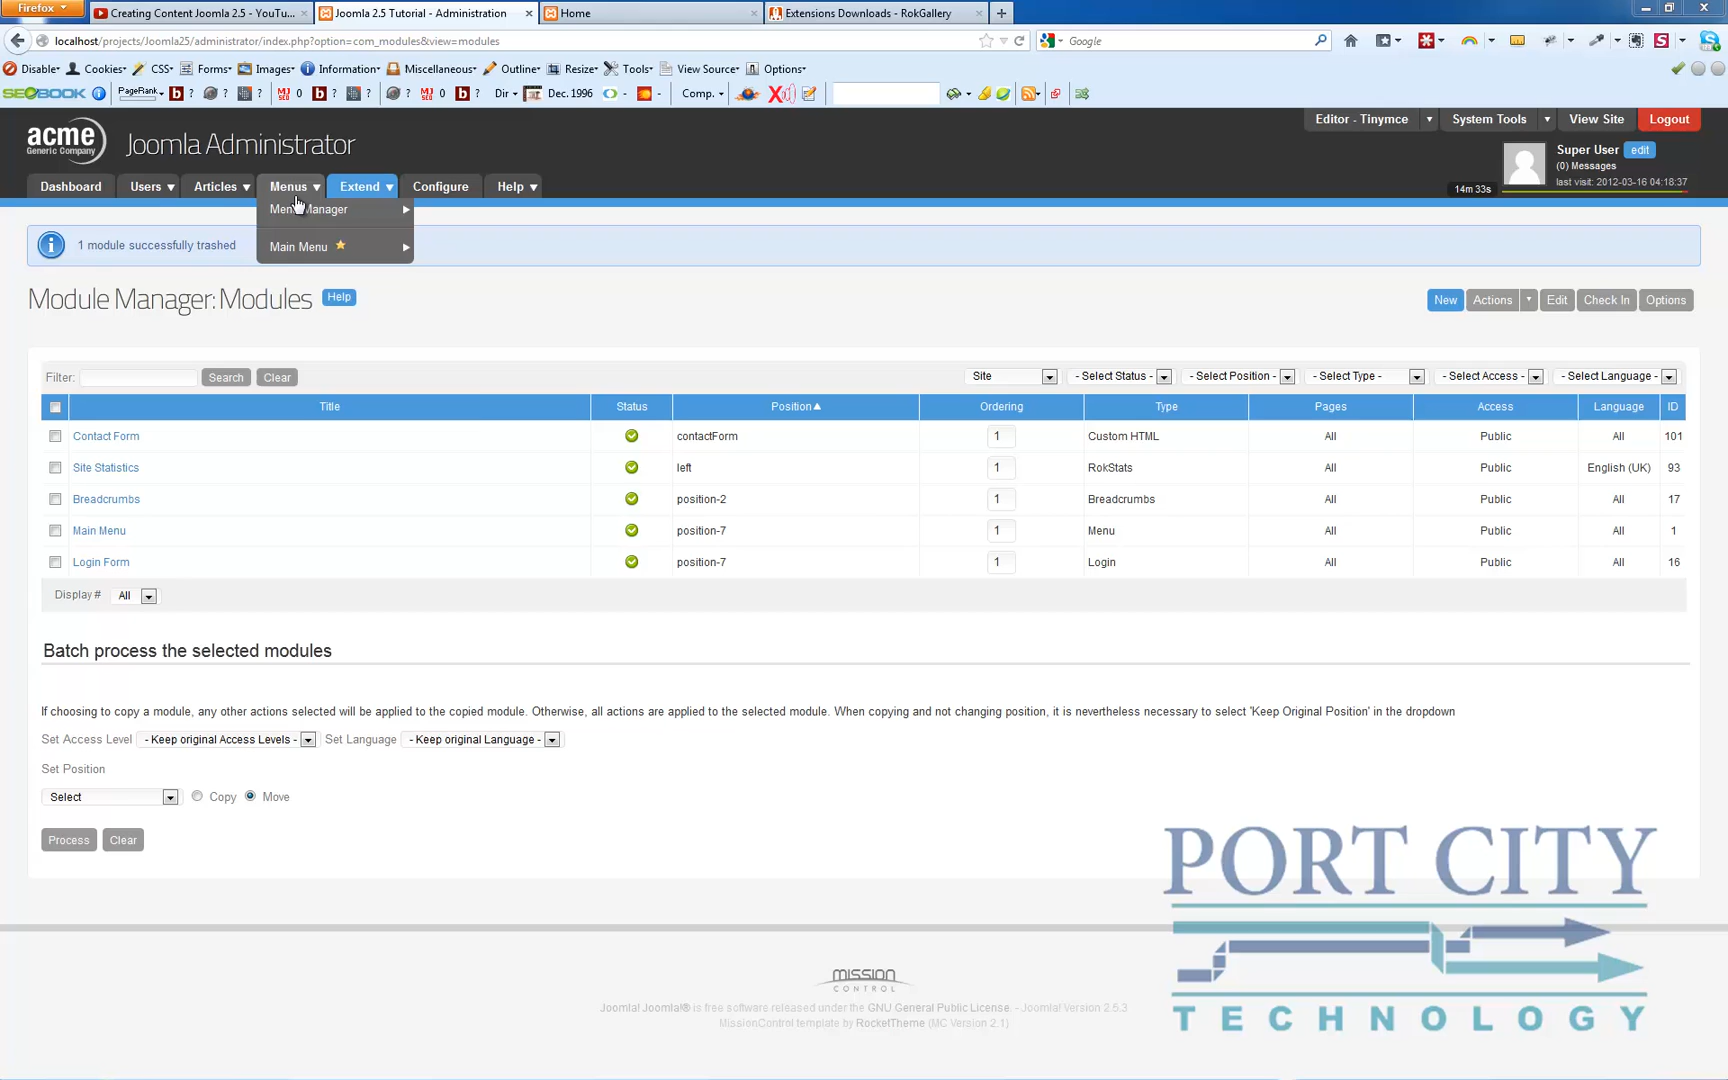 Firefox
Creating Content Joomla 2.5 - YouTu...
Joomla 2.5 Tutorial - Administration
Home
Extensions Downloads - RokGallery
localhost/projects/Joomla25/administrator/index.php?option=com_modules&view=modules
Google
Disable Cookies CSS Forms Images Information Miscellaneous Outline Resize Tools View Source Options
SEOBOOK PageRank ? ? ? MJ 0 ? ? ? MJ 0 ? Dir Dec. 1996 - - Comp.
acme
Generic Company
Joomla Administrator
Editor - Tinymce System Tools View Site Logout
Super User edit
(0) Messages
14m 33s last visit: 2012-03-16 04:18:37
Dashboard Users Articles Menus Extend Configure Help
Menu Manager
Main Menu
1 module successfully trashed
Module Manager: Modules Help
New Actions Edit Check In Options
Filter: Search Clear Site - Select Status - - Select Position - - Select Type - - Select Access - - Select Language -
Title Status Position Ordering Type Pages Access Language ID
Contact Form contactForm 1 Custom HTML All Public All 101
Site Statistics left 1 RokStats All Public English (UK) 93
Breadcrumbs position-2 1 Breadcrumbs All Public All 17
Main Menu position-7 1 Menu All Public All 1
Login Form position-7 1 Login All Public All 16
Display # All
Batch process the selected modules
If choosing to copy a module, any other actions selected will be applied to the copied module. Otherwise, all actions are applied to the selected module. When copying and not changing position, it is nevertheless necessary to select 'Keep Original Position' in the dropdown
Set Access Level - Keep original Access Levels - Set Language - Keep original Language -
Set Position
Select Copy Move
Process Clear
PORT CITY
TECHNOLOGY
MISSION
CONTROL
Joomla! Joomla!® is free software released under the GNU General Public License. - Joomla! Version 2.5.3
MissionControl template by RocketTheme (MC Version 2.1)